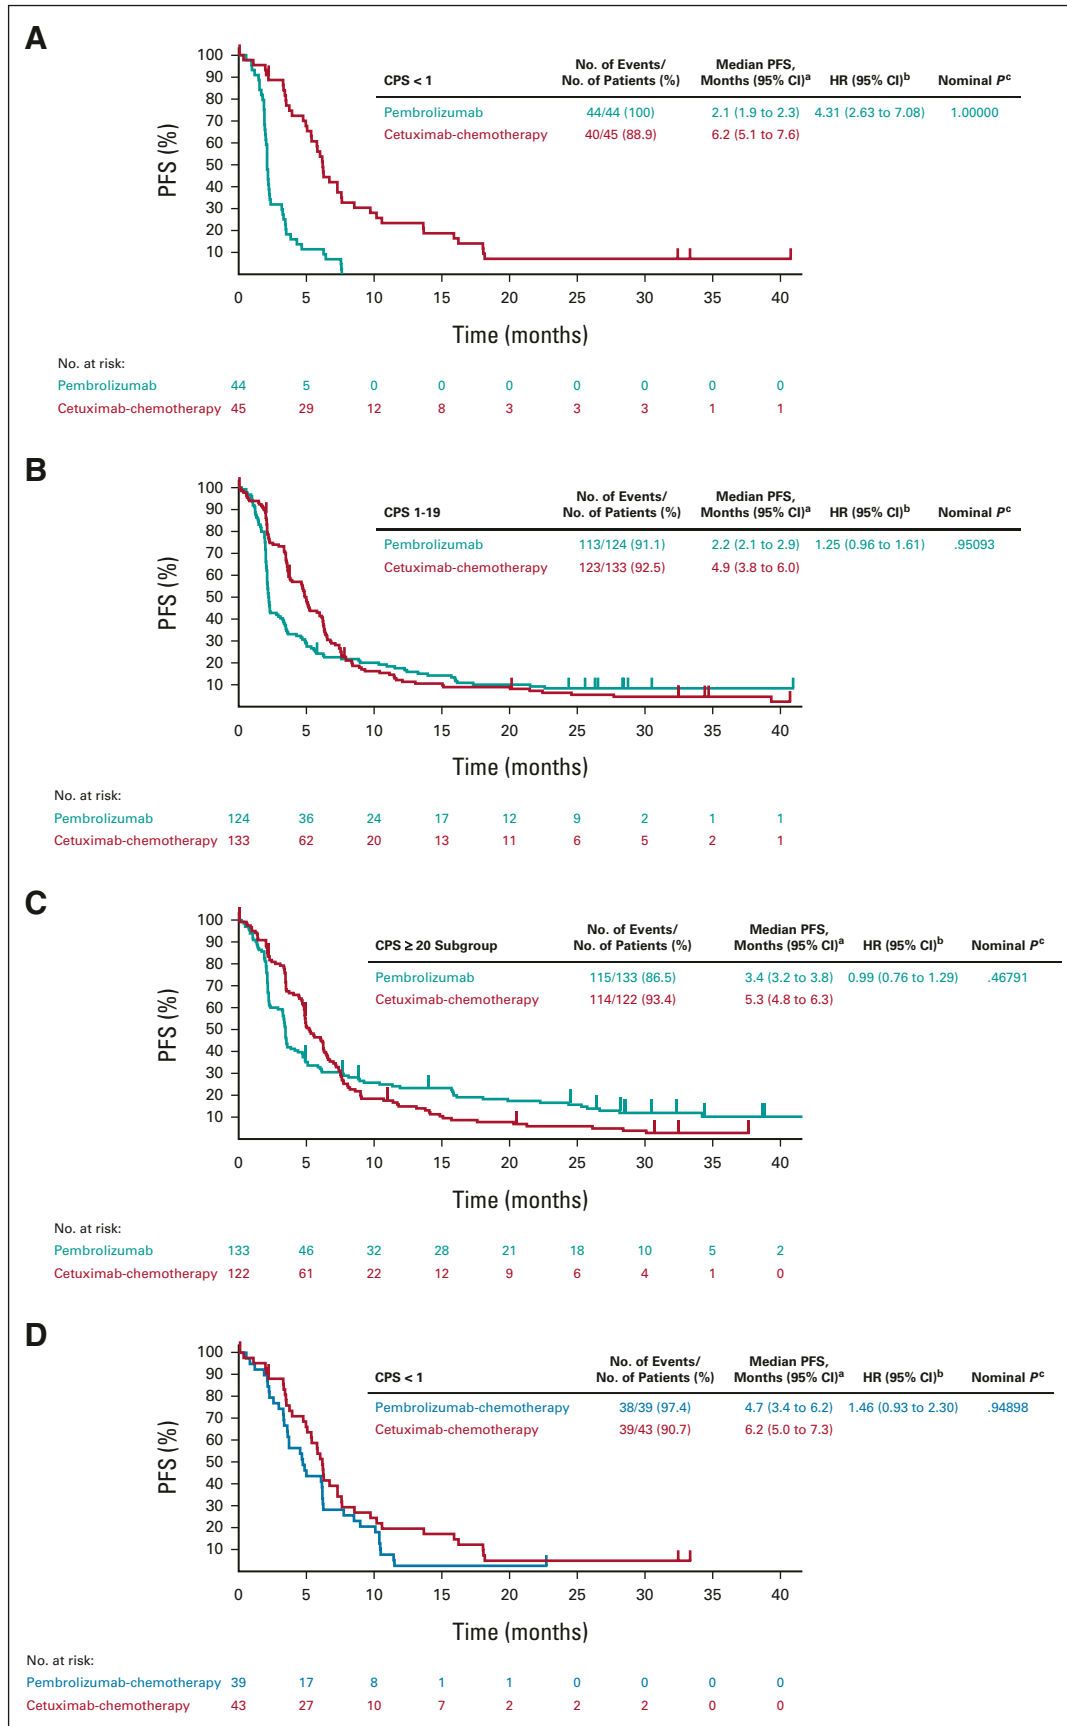 A
CPS < 1
No. of Events/
No. of Patients (%)
Median PFS,
Months (95% CI)a
HR (95% CI)b
Nominal Pc
Pembrolizumab 44/44 (100) 2.1 (1.9 to 2.3) 4.31 (2.63 to 7.08) 1.00000
Cetuximab-chemotherapy 40/45 (88.9) 6.2 (5.1 to 7.6)
PFS (%)
100
90
80
70
60
50
40
30
20
10
0 5 10 15 20 25 30 35 40
Time (months)
No. at risk:
Pembrolizumab 44 5 0 0 0 0 0 0 0
Cetuximab-chemotherapy 45 29 12 8 3 3 3 1 1
B
CPS 1-19
No. of Events/
No. of Patients (%)
Median PFS,
Months (95% CI)a
HR (95% CI)b
Nominal Pc
Pembrolizumab 113/124 (91.1) 2.2 (2.1 to 2.9) 1.25 (0.96 to 1.61) .95093
Cetuximab-chemotherapy 123/133 (92.5) 4.9 (3.8 to 6.0)
PFS (%)
100
90
80
70
60
50
40
30
20
10
0 5 10 15 20 25 30 35 40
Time (months)
No. at risk:
Pembrolizumab 124 36 24 17 12 9 2 1 1
Cetuximab-chemotherapy 133 62 20 13 11 6 5 2 1
C
CPS ≥ 20 Subgroup
No. of Events/
No. of Patients (%)
Median PFS,
Months (95% CI)a
HR (95% CI)b
Nominal Pc
Pembrolizumab 115/133 (86.5) 3.4 (3.2 to 3.8) 0.99 (0.76 to 1.29) .46791
Cetuximab-chemotherapy 114/122 (93.4) 5.3 (4.8 to 6.3)
PFS (%)
100
90
80
70
60
50
40
30
20
10
0 5 10 15 20 25 30 35 40
Time (months)
No. at risk:
Pembrolizumab 133 46 32 28 21 18 10 5 2
Cetuximab-chemotherapy 122 61 22 12 9 6 4 1 0
D
CPS < 1
No. of Events/
No. of Patients (%)
Median PFS,
Months (95% CI)a
HR (95% CI)b
Nominal Pc
Pembrolizumab-chemotherapy 38/39 (97.4) 4.7 (3.4 to 6.2) 1.46 (0.93 to 2.30) .94898
Cetuximab-chemotherapy 39/43 (90.7) 6.2 (5.0 to 7.3)
PFS (%)
100
90
80
70
60
50
40
30
20
10
0 5 10 15 20 25 30 35 40
Time (months)
No. at risk:
Pembrolizumab-chemotherapy 39 17 8 1 1 0 0 0 0
Cetuximab-chemotherapy 43 27 10 7 2 2 2 0 0